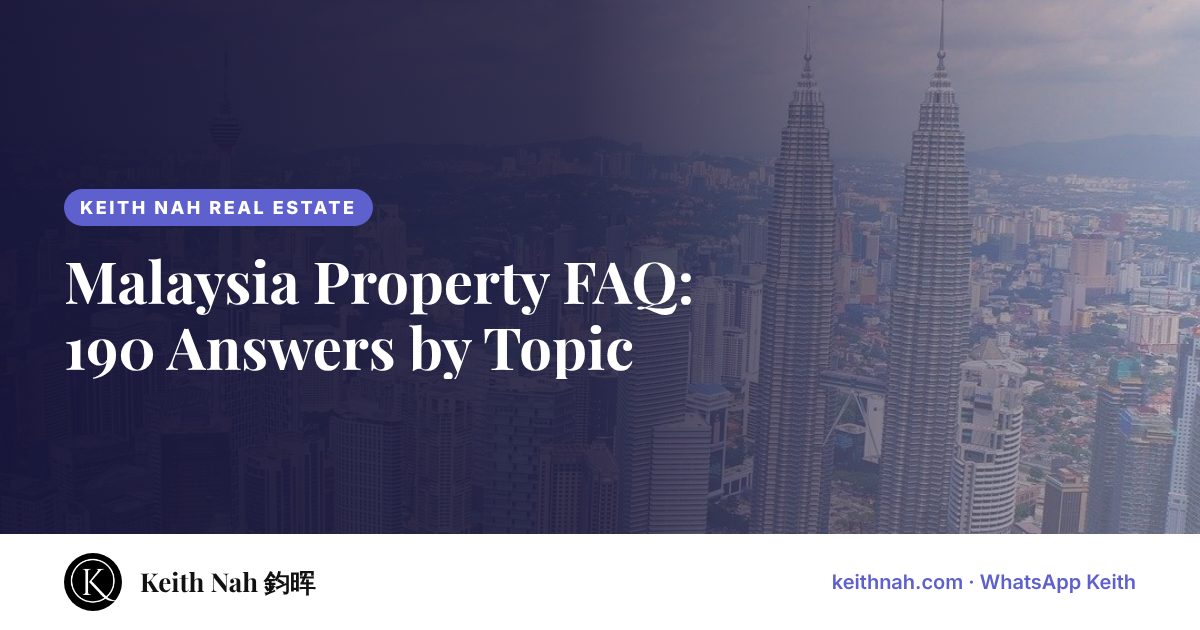 KEITH NAH REAL ESTATE
Malaysia Property FAQ:
190 Answers by Topic
K
Keith Nah 鈞晖
keithnah.com · WhatsApp Keith